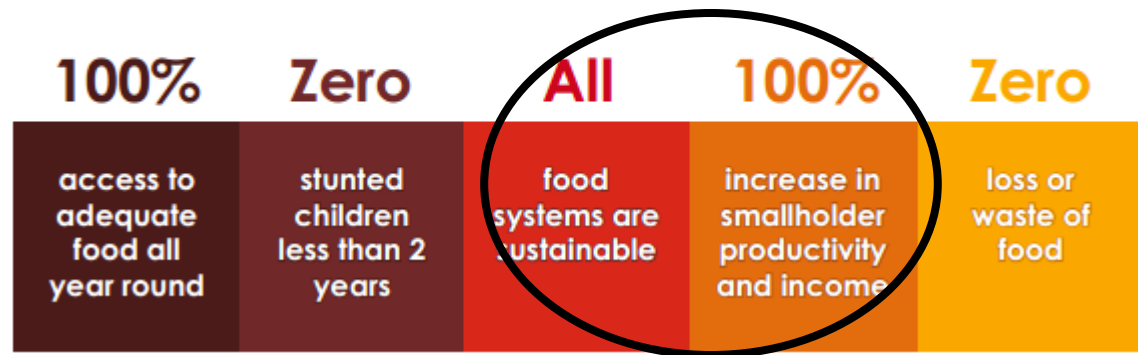 100%
access to
adequate
food all
year round
Zero
stunted
children
less than 2
years
All
food
systems are
sustainable
100%
increase in
smallholder
productivity
and income
Zero
loss or
waste of
food